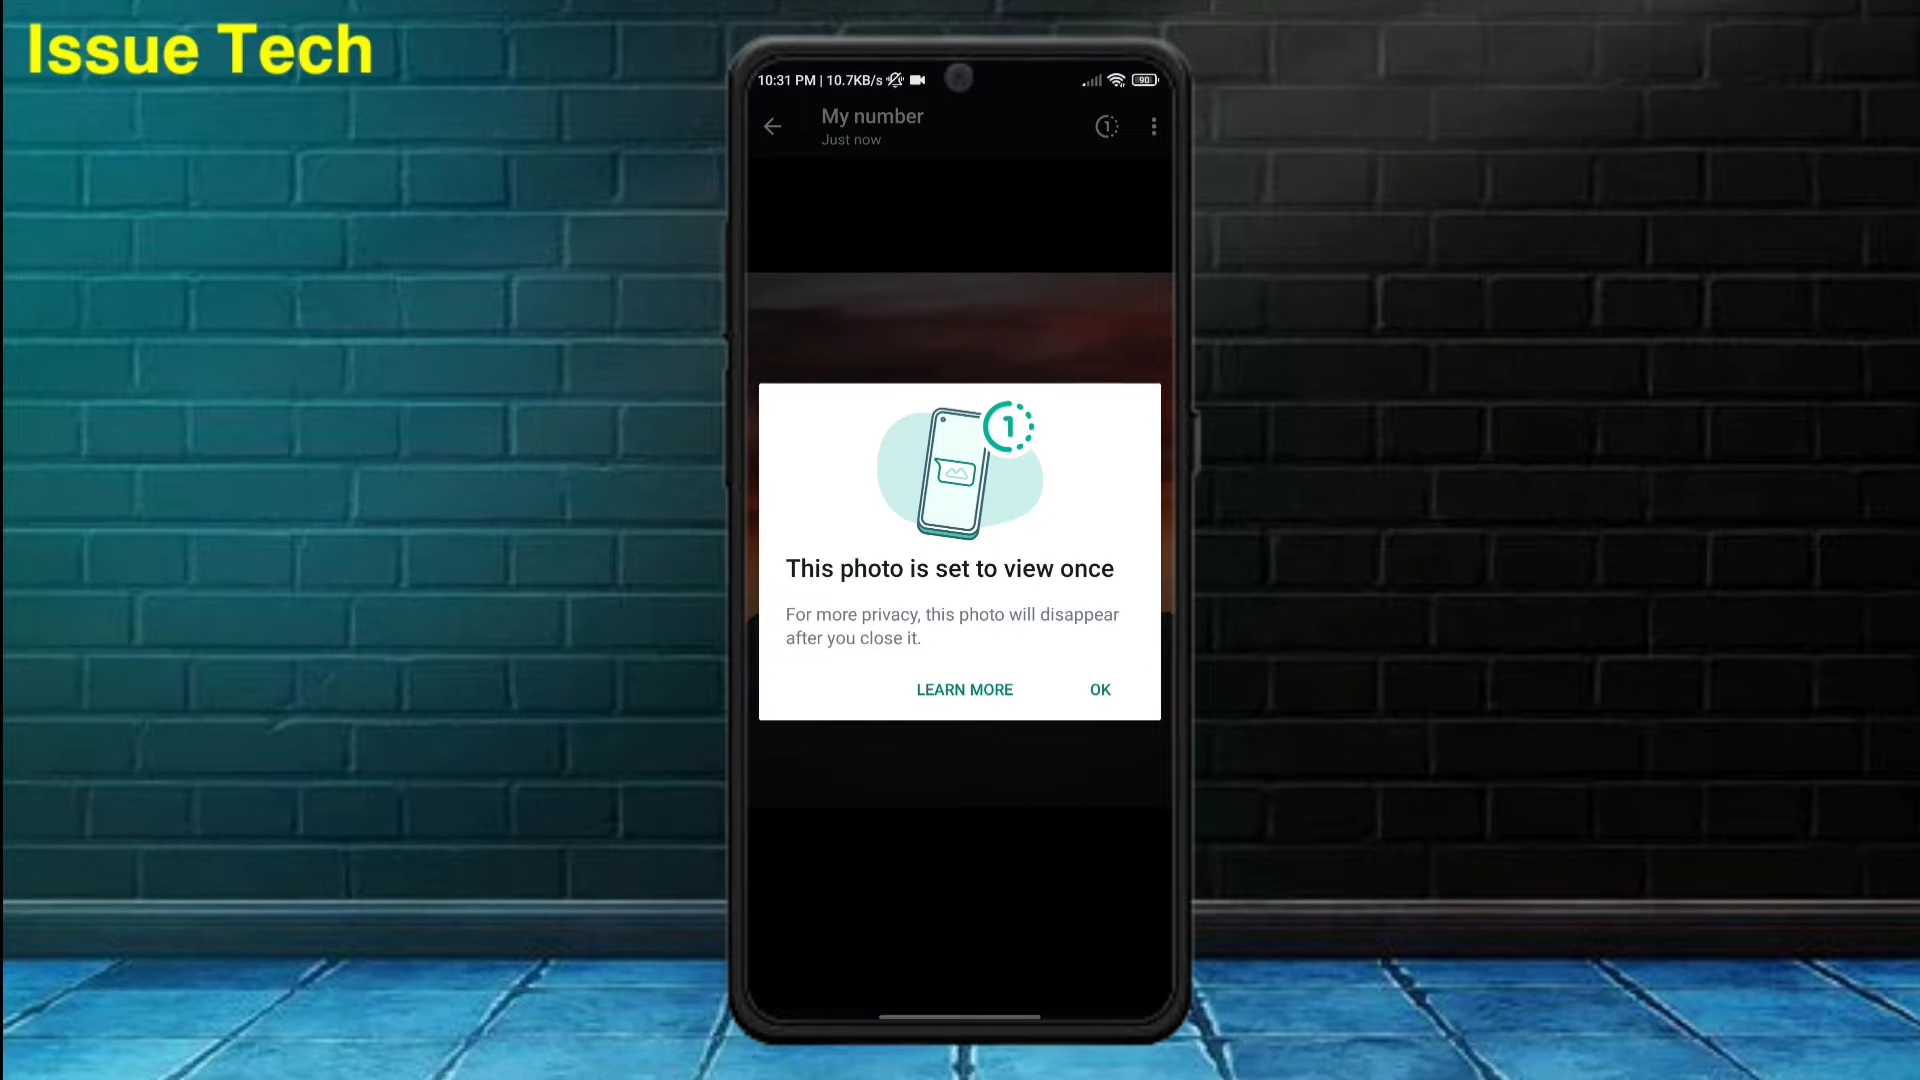 Issue Tech
10:31 PM | 10.7KB/s
90
My number
Just now
1
1
This photo is set to view once
For more privacy, this photo will disappear
after you close it.
LEARN MORE
OK